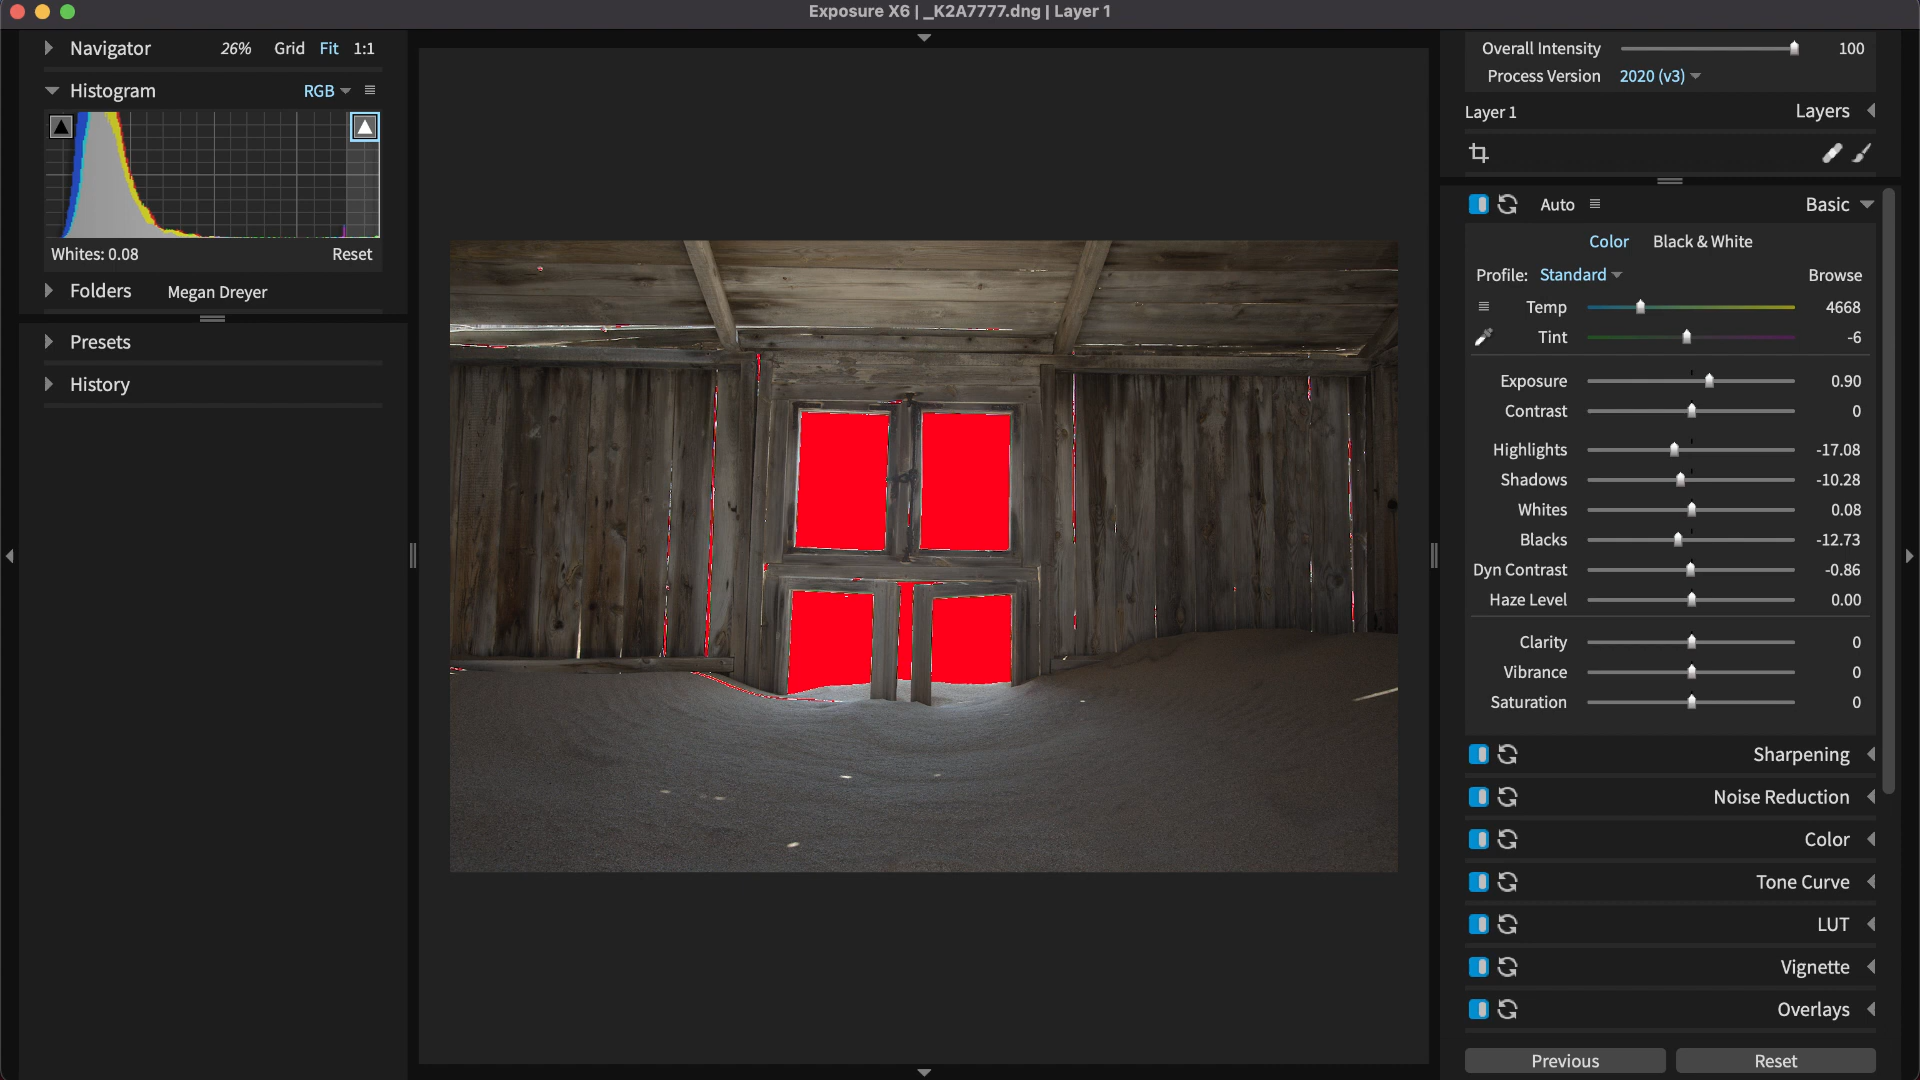 Exposure X6 | _K2A7777.dng | Layer 1
Navigator 26% Grid Fit 1:1
Histogram RGB
Whites: 0.08 Reset
Folders Megan Dreyer
Presets
History
Overall Intensity 100
Process Version 2020 (v3)
Layer 1 Layers
Auto Basic
Color Black & White
Profile: Standard Browse
Temp 4668
Tint -6
Exposure 0.90
Contrast 0
Highlights -17.08
Shadows -10.28
Whites 0.08
Blacks -12.73
Dyn Contrast -0.86
Haze Level 0.00
Clarity 0
Vibrance 0
Saturation 0
Sharpening
Noise Reduction
Color
Tone Curve
LUT
Vignette
Overlays
Previous Reset